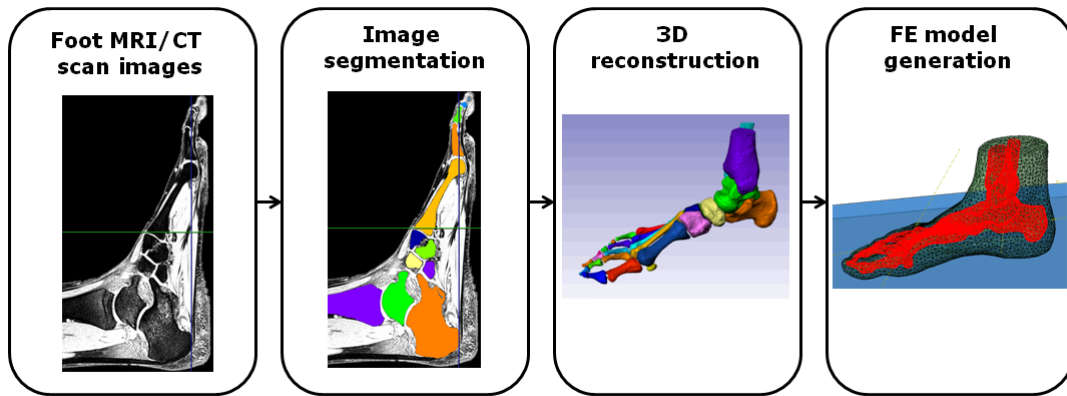 Foot MRI/CT
scan images
Image
segmentation
3D
reconstruction
FE model
generation